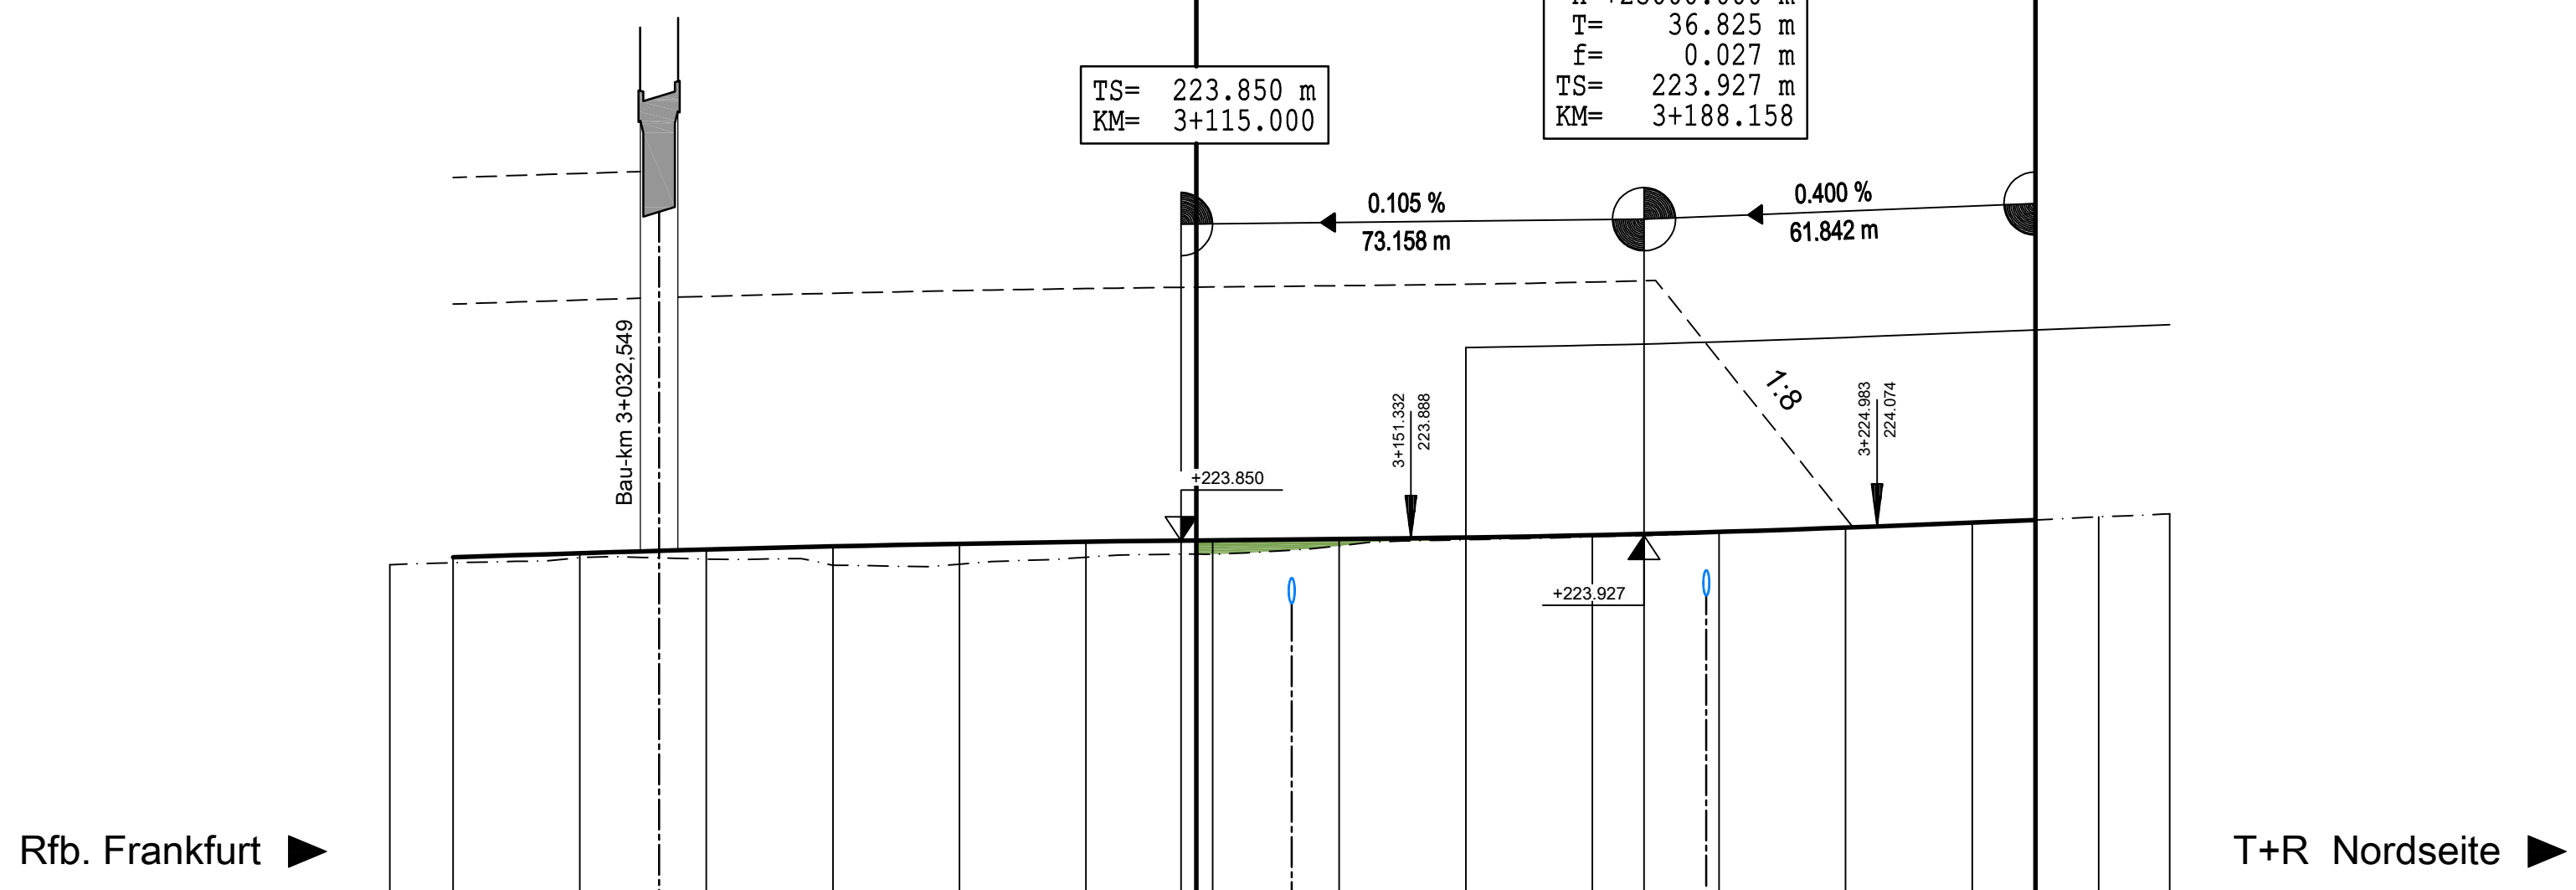 T= 36.825 m
f= 0.027 m
TS= 223.927 m
KM= 3+188.158
TS= 223.850 m
KM= 3+115.000
0.105 %
73.158 m
0.400 %
61.842 m
Bau-km 3+032,549
1:8
3+151.332
223.888
3+224.983
224.074
+223.850
+223.927
Rfb. Frankfurt
T+R Nordseite